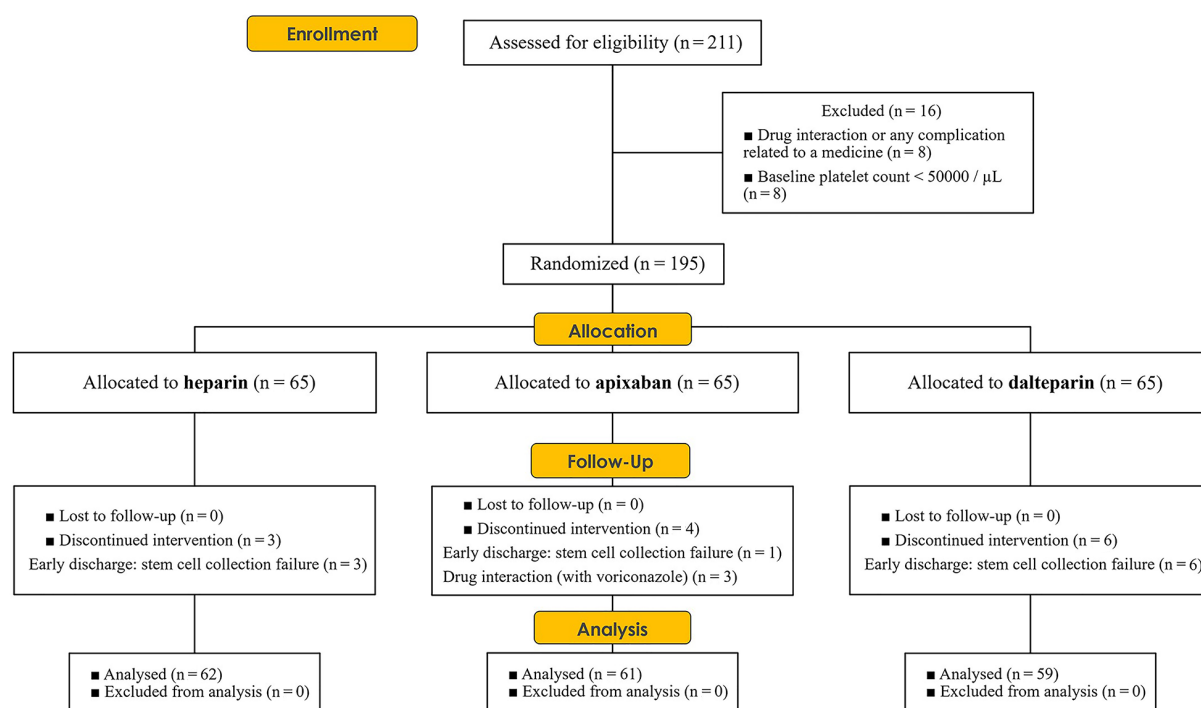 Enrollment
Assessed for eligibility (n = 211)
Excluded (n = 16)
■ Drug interaction or any complication
related to a medicine (n = 8)
■ Baseline platelet count < 50000 / µL
(n = 8)
Randomized (n = 195)
Allocation
Allocated to heparin (n = 65)
Allocated to apixaban (n = 65)
Allocated to dalteparin (n = 65)
Follow-Up
■ Lost to follow-up (n = 0)
■ Discontinued intervention (n = 3)
Early discharge: stem cell collection failure (n = 3)
■ Lost to follow-up (n = 0)
■ Discontinued intervention (n = 4)
Early discharge: stem cell collection failure (n = 1)
Drug interaction (with voriconazole) (n = 3)
■ Lost to follow-up (n = 0)
■ Discontinued intervention (n = 6)
Early discharge: stem cell collection failure (n = 6)
Analysis
■ Analysed (n = 62)
■ Excluded from analysis (n = 0)
■ Analysed (n = 61)
■ Excluded from analysis (n = 0)
■ Analysed (n = 59)
■ Excluded from analysis (n = 0)